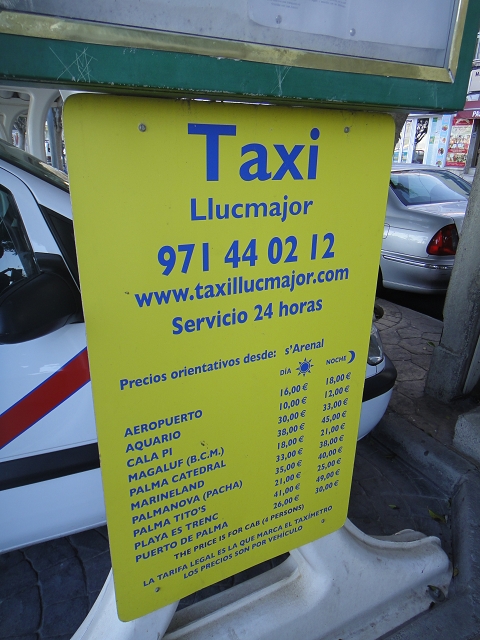 Taxi
Llucmajor
971 44 02 12
www.taxillucmajor.com
Servicio 24 horas
Precios orientativos desde: s'Arenal
DÍA NOCHE
AEROPUERTO 16,00 € 18,00 €
AQUARIO 10,00 € 12,00 €
CALA PI 30,00 € 33,00 €
MAGALUF (B.C.M.) 38,00 € 45,00 €
PALMA CATEDRAL 18,00 € 21,00 €
MARINELAND 33,00 € 38,00 €
PALMANOVA (PACHA) 35,00 € 40,00 €
PALMA TITO'S 21,00 € 25,00 €
PLAYA ES TRENC 41,00 € 49,00 €
PUERTO DE PALMA 26,00 € 30,00 €
THE PRICE IS FOR CAB (4 PERSONS)
LA TARIFA LEGAL ES LA QUE MARCA EL TAXÍMETRO
LOS PRECIOS SON POR VEHÍCULO